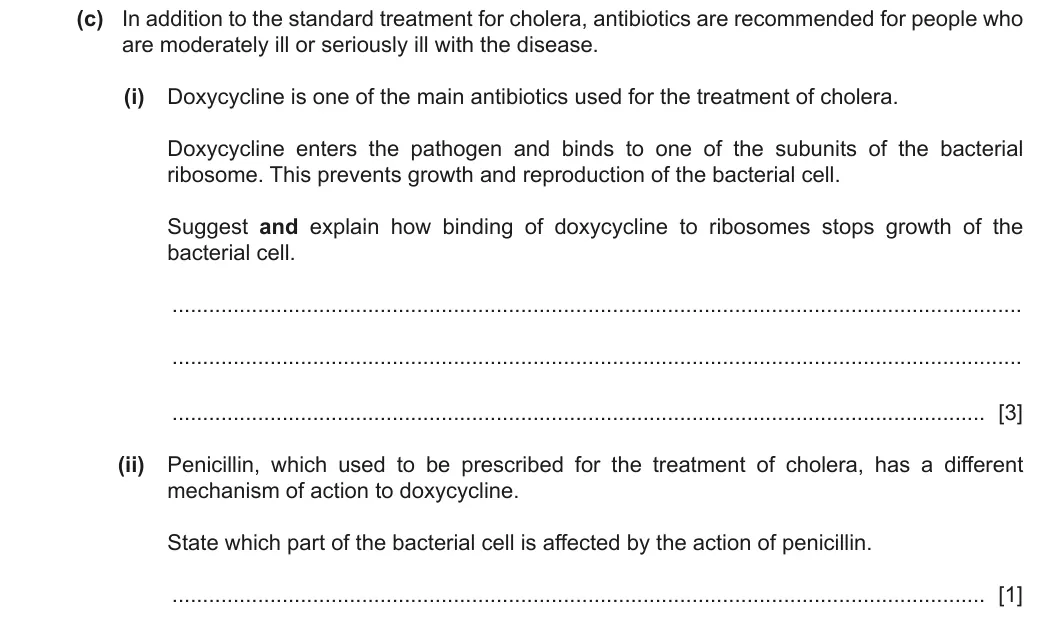 (c) In addition to the standard treatment for cholera, antibiotics are recommended for people who
are moderately ill or seriously ill with the disease.
(i) Doxycycline is one of the main antibiotics used for the treatment of cholera.
Doxycycline enters the pathogen and binds to one of the subunits of the bacterial
ribosome. This prevents growth and reproduction of the bacterial cell.
Suggest and explain how binding of doxycycline to ribosomes stops growth of the
bacterial cell.
..........................................................................................................................................
..........................................................................................................................................
.................................................................................................................................... [3]
(ii) Penicillin, which used to be prescribed for the treatment of cholera, has a different
mechanism of action to doxycycline.
State which part of the bacterial cell is affected by the action of penicillin.
.................................................................................................................................... [1]